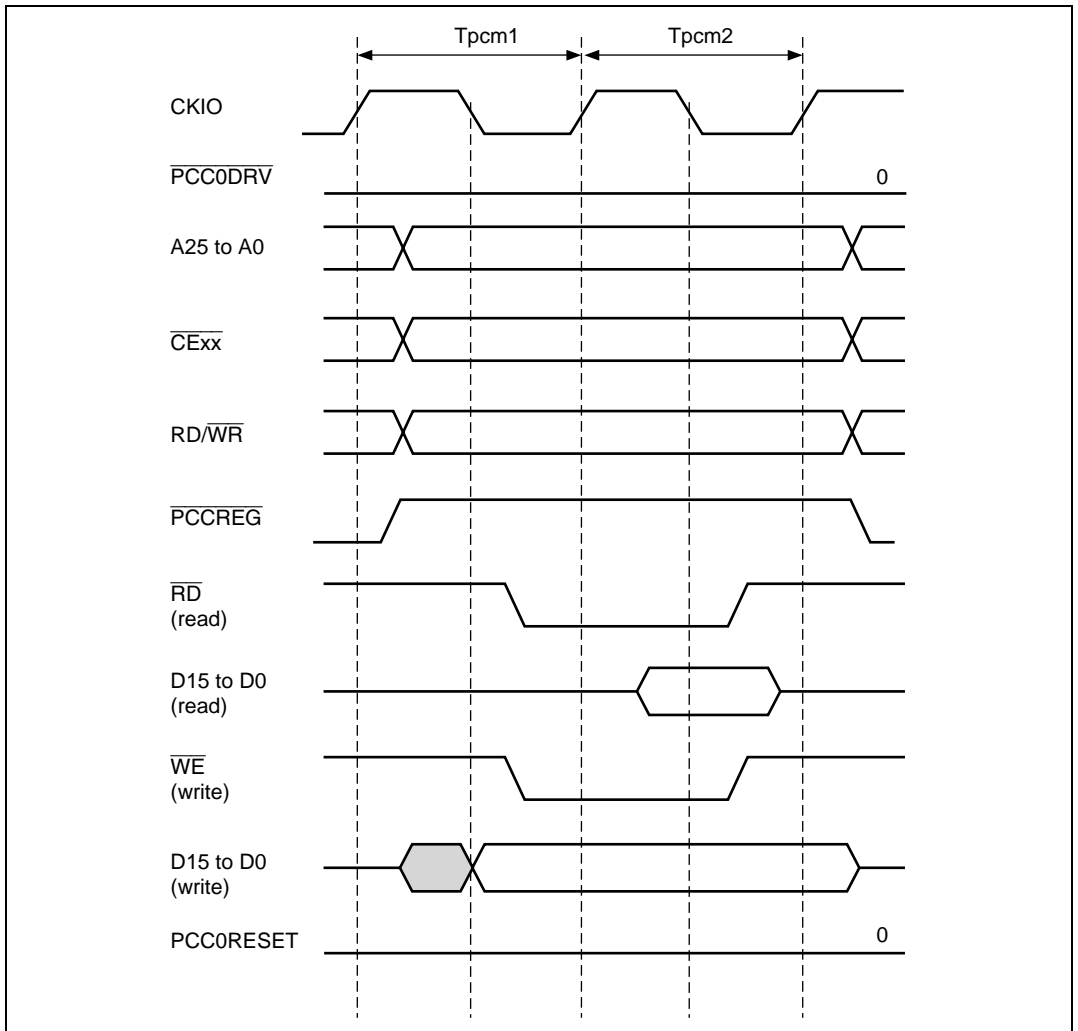 Tpcm1 Tpcm2
CKIO
PCC0DRV 0
A25 to A0
CExx
RD/WR
PCCREG
RD
(read)
D15 to D0
(read)
WE
(write)
D15 to D0
(write)
PCC0RESET 0